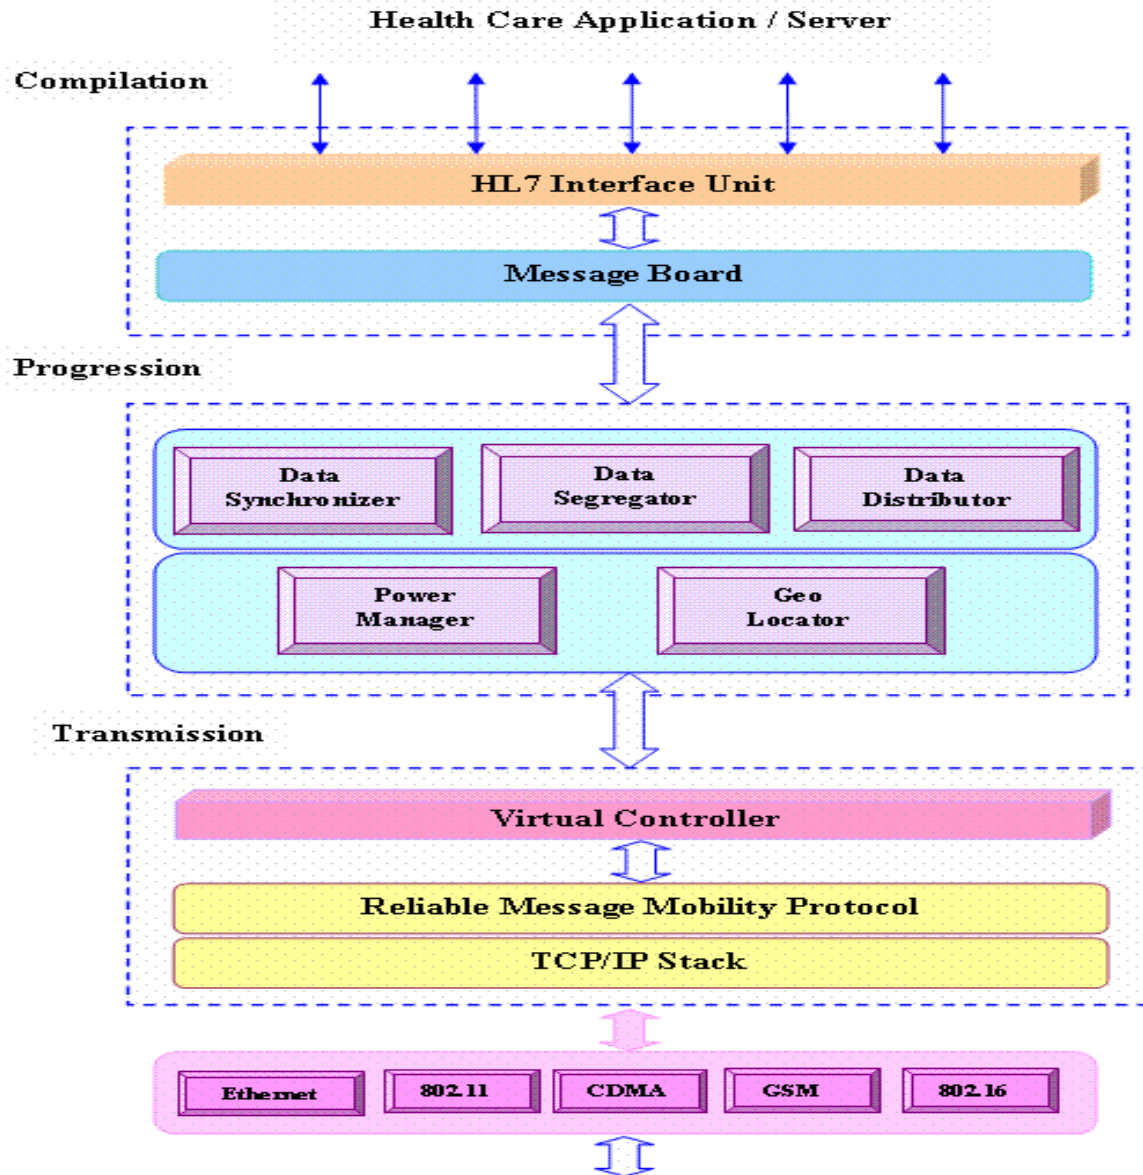 Health Care Application / Server
Compilation
HL7 Interface Unit
Message Board
Progression
Data
Synchronizer
Data
Segregator
Data
Distributor
Power
Manager
Geo
Locator
Transmission
Virtual Controller
Reliable Message Mobility Protocol
TCP/IP Stack
Ethernet
802.11
CDMA
GSM
802.16